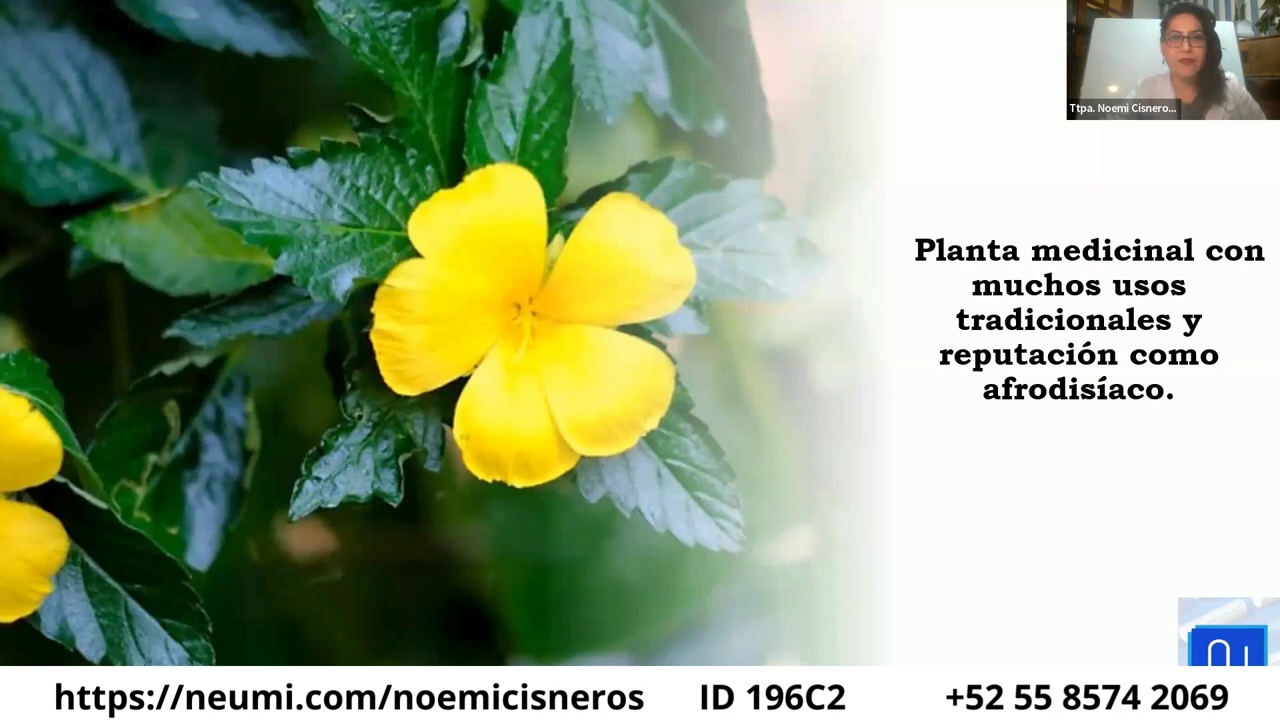 Ttpa. Noemi Cisnero...
Planta medicinal con
muchos usos
tradicionales y
reputación como
afrodisíaco.
https://neumi.com/noemicisneros ID 196C2 +52 55 8574 2069